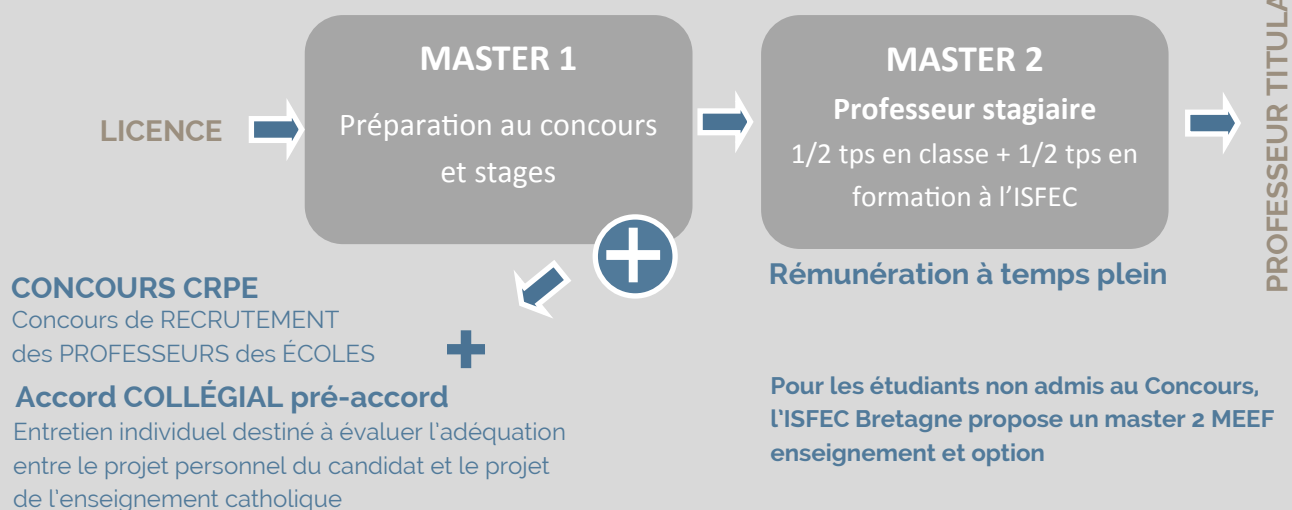 LICENCE
MASTER 1
Préparation au concours
et stages
MASTER 2
Professeur stagiaire
1/2 tps en classe + 1/2 tps en
formation à l’ISFEC
PROFESSEUR TITULA
CONCOURS CRPE
Concours de RECRUTEMENT
des PROFESSEURS des ÉCOLES
+
Accord COLLÉGIAL pré-accord
Entretien individuel destiné à évaluer l’adéquation
entre le projet personnel du candidat et le projet
de l’enseignement catholique
Rémunération à temps plein
Pour les étudiants non admis au Concours,
l’ISFEC Bretagne propose un master 2 MEEF
enseignement et option